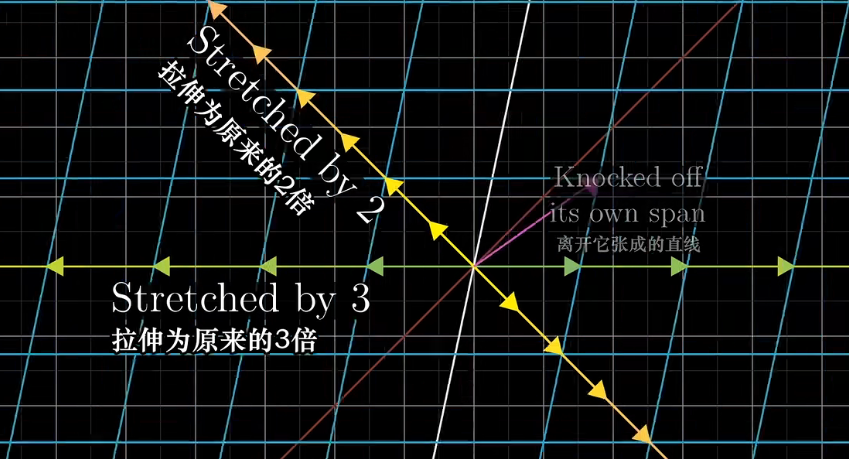 Stretched by 2
拉伸为原来的2倍
Knocked off
its own span
离开它张成的直线
Stretched by 3
拉伸为原来的3倍